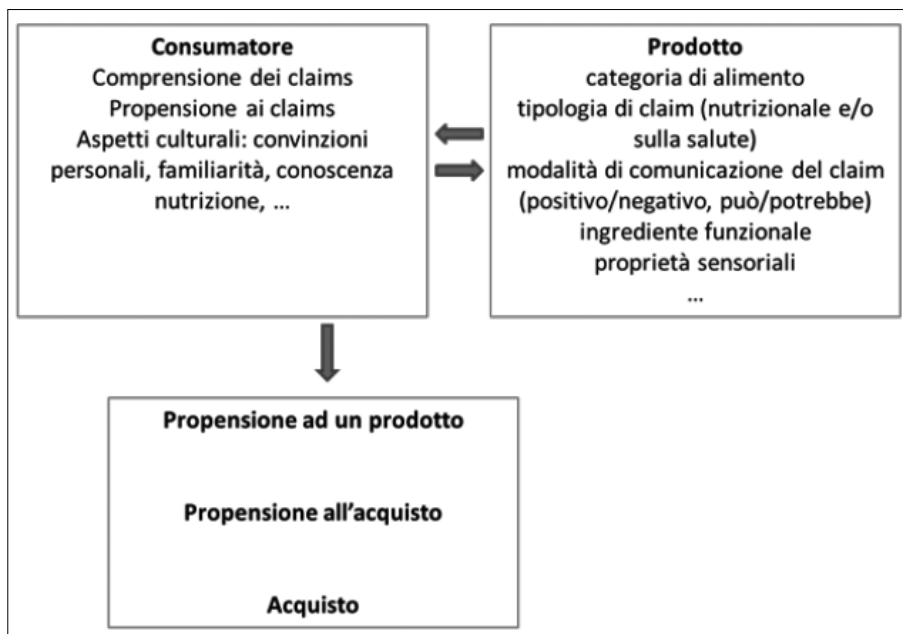 Consumatore
Comprensione dei claims
Propensione ai claims
Aspetti culturali: convinzioni
personali, familiarità, conoscenza
nutrizione, …
Prodotto
categoria di alimento
tipologia di claim (nutrizionale e/o
sulla salute)
modalità di comunicazione del claim
(positivo/negativo, può/potrebbe)
ingrediente funzionale
proprietà sensoriali
…
Propensione ad un prodotto
Propensione all’acquisto
Acquisto